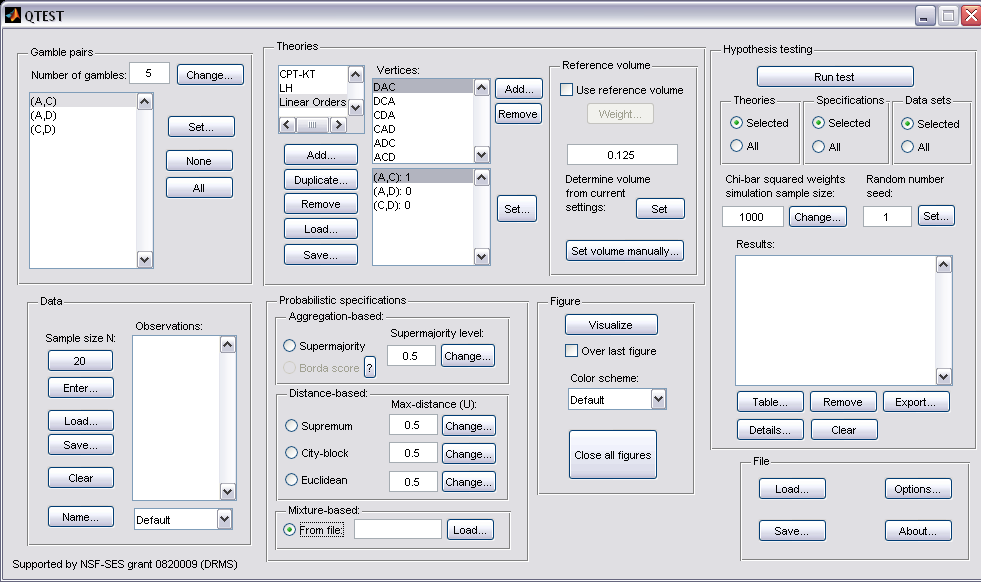 QTEST
Gamble pairs
Number of gambles: 5 Change...
(A,C)
(A,D)
(C,D)
Set...
None
All
Theories
CPT-KT
LH
Linear Orders
Add...
Duplicate...
Remove
Load...
Save...
Vertices:
DAC
DCA
CDA
CAD
ADC
ACD
Add...
Remove
(A,C): 1
(A,D): 0
(C,D): 0
Set...
Reference volume
Use reference volume
Weight...
0.125
Determine volume
from current
settings:
Set
Set volume manually...
Hypothesis testing
Run test
Theories
Selected
All
Specifications
Selected
All
Data sets
Selected
All
Chi-bar squared weights
simulation sample size:
1000 Change...
Random number
seed:
1 Set...
Results:
Table... Remove Export...
Details... Clear
Data
Sample size N:
20
Enter...
Load...
Save...
Clear
Name...
Observations:
Default
Probabilistic specifications
Aggregation-based:
Supermajority level:
Supermajority 0.5 Change...
Borda score ?
Distance-based:
Max-distance (U):
Supremum 0.5 Change...
City-block 0.5 Change...
Euclidean 0.5 Change...
Mixture-based:
From file: Load...
Figure
Visualize
Over last figure
Color scheme:
Default
Close all figures
File
Load... Options...
Save... About...
Supported by NSF-SES grant 0820009 (DRMS)